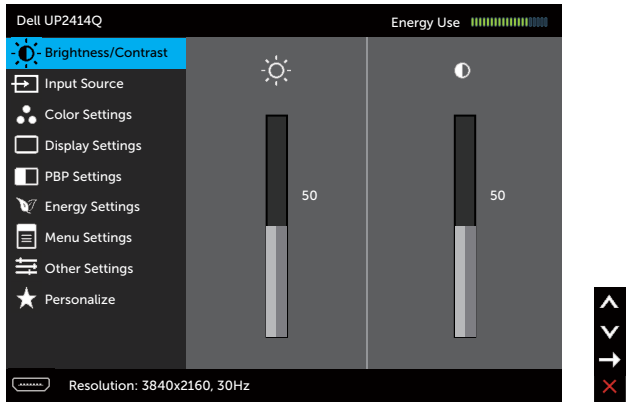 Dell UP2414Q
Energy Use
Brightness/Contrast
Input Source
Color Settings
Display Settings
PBP Settings
Energy Settings
Menu Settings
Other Settings
Personalize
50
50
Resolution: 3840x2160, 30Hz